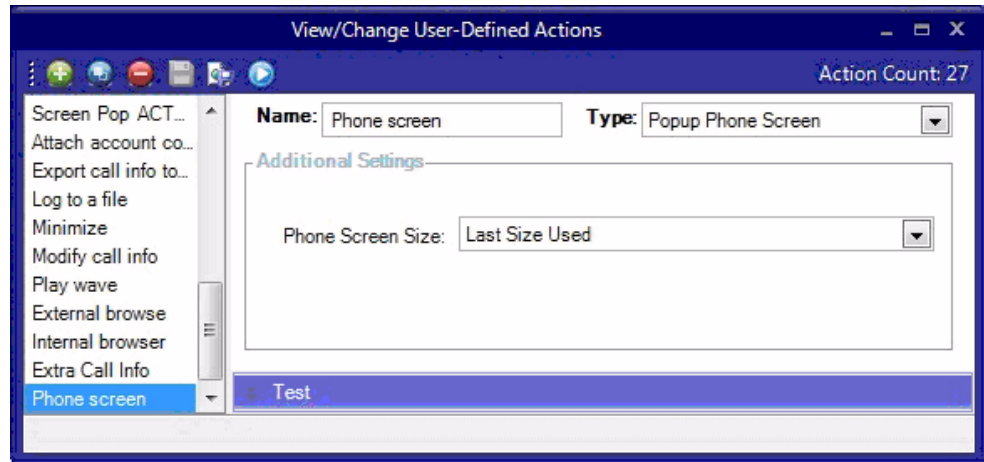 View/Change User-Defined Actions
Action Count: 27
Screen Pop ACT...
Attach account co...
Export call info to...
Log to a file
Minimize
Modify call info
Play wave
External browse
Internal browser
Extra Call Info
Phone screen
Name: Phone screen Type: Popup Phone Screen
Additional Settings
Phone Screen Size: Last Size Used
Test